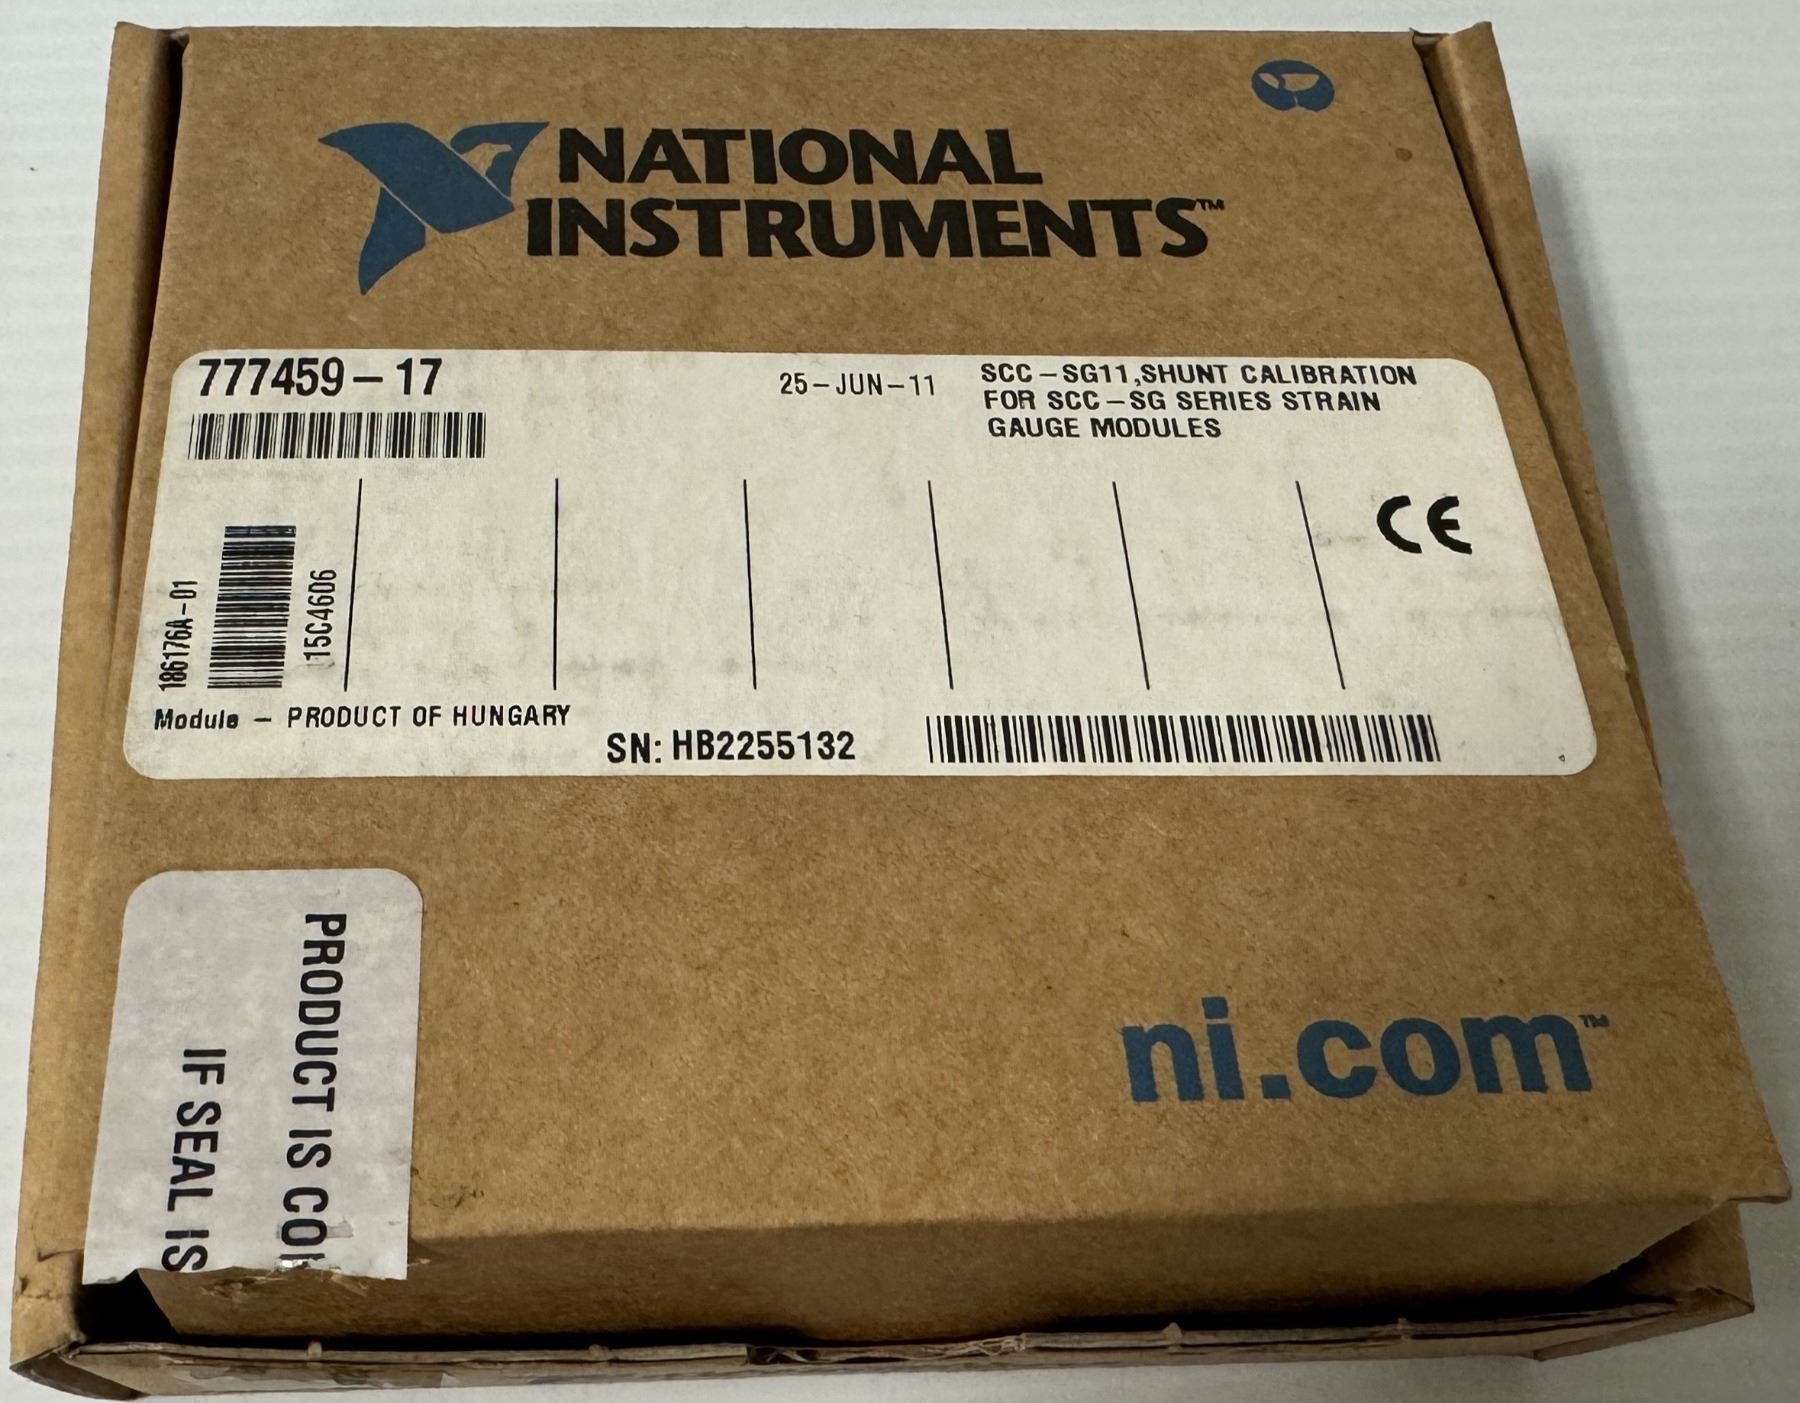 NATIONAL
INSTRUMENTS™
777459-17
25-JUN-11
SCC-SG11,SHUNT CALIBRATION
FOR SCC-SG SERIES STRAIN
GAUGE MODULES
186176A-01
115C4606
CE
Module - PRODUCT OF HUNGARY
SN: HB2255132
PRODUCT IS CO
IF SEAL IS
ni.com™